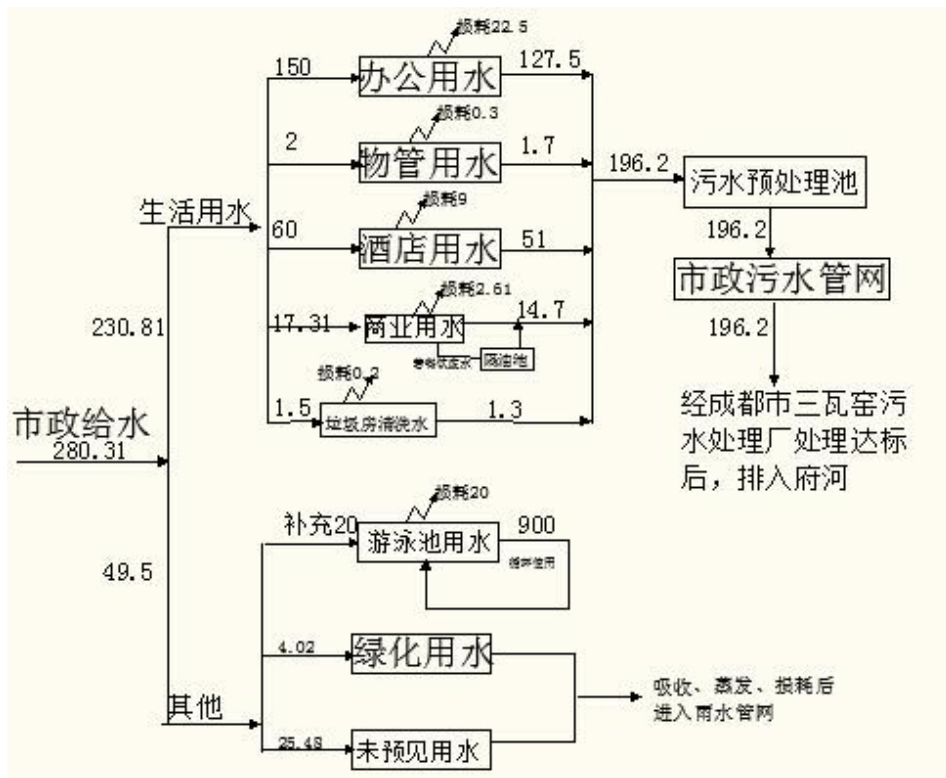 损耗22.5
150
办公用水
127.5
损耗0.3
2
物管用水
1.7
196.2
污水预处理池
生活用水
损耗9
60
酒店用水
51
196.2
市政污水管网
230.81
损耗2.61
17.31
商业用水
14.7
隔油池
196.2
损耗0.2
1.5
垃圾房清洗水
1.3
经成都市三瓦窑污
水处理厂处理达标
后，排入府河
市政给水
280.31
损耗20
补充20
游泳池用水
900
循环使用
49.5
4.02
绿化用水
其他
吸收、蒸发、损耗后
进入雨水管网
25.48
未预见用水